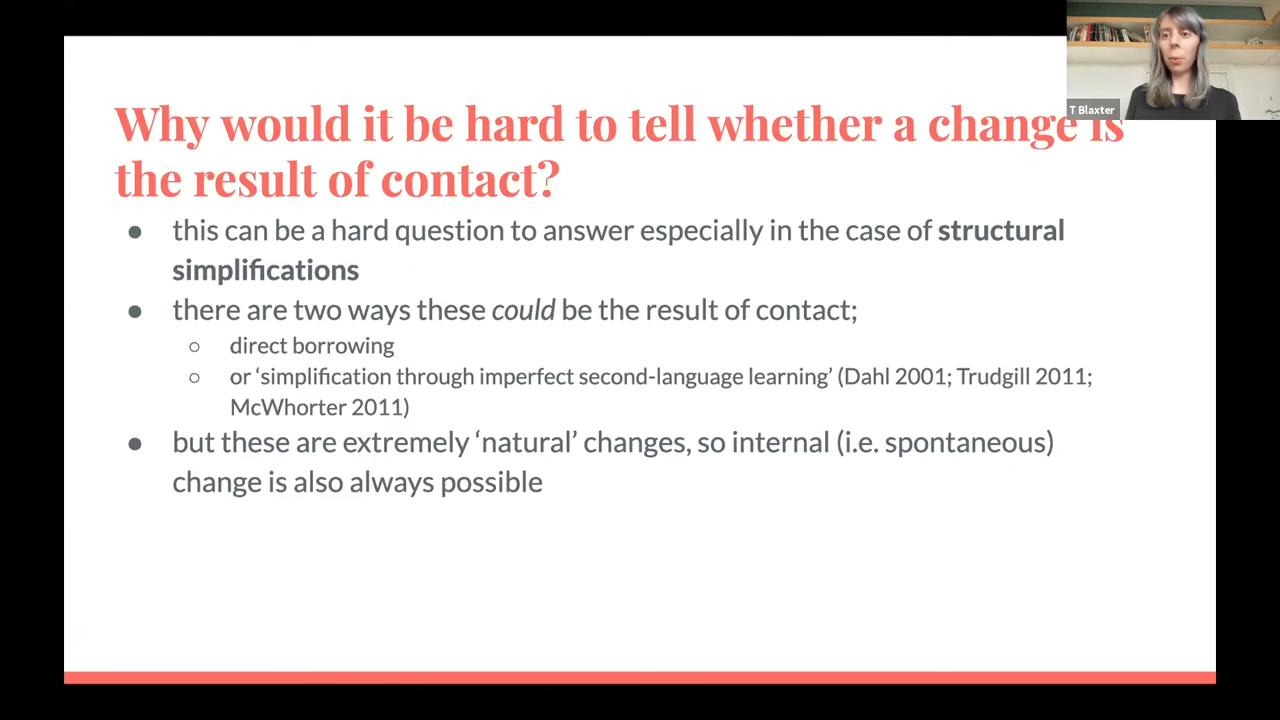 Why would it be hard to tell whether a change is
the result of contact?
● this can be a hard question to answer especially in the case of structural
simplifications
● there are two ways these could be the result of contact;
○ direct borrowing
○ or ‘simplification through imperfect second-language learning’ (Dahl 2001; Trudgill 2011;
McWhorter 2011)
● but these are extremely ‘natural’ changes, so internal (i.e. spontaneous)
change is also always possible
T Blaxter